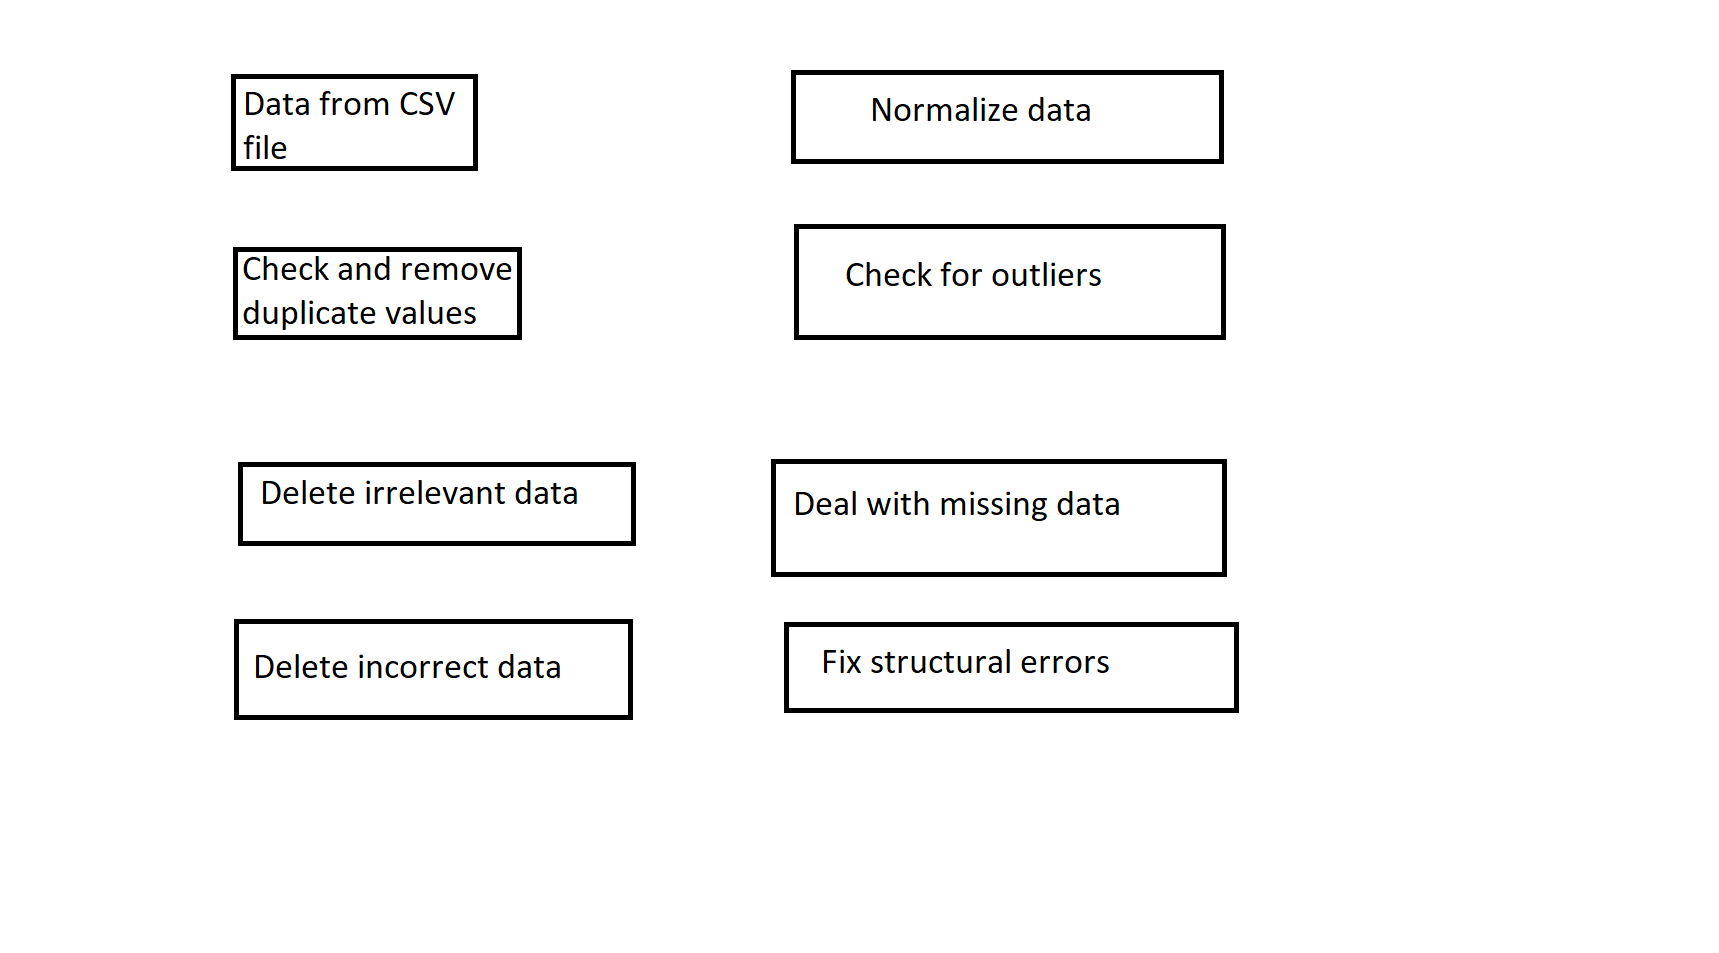 Data from CSV
file
Check and remove
duplicate values
Delete irrelevant data
Delete incorrect data
Normalize data
Check for outliers
Deal with missing data
Fix structural errors